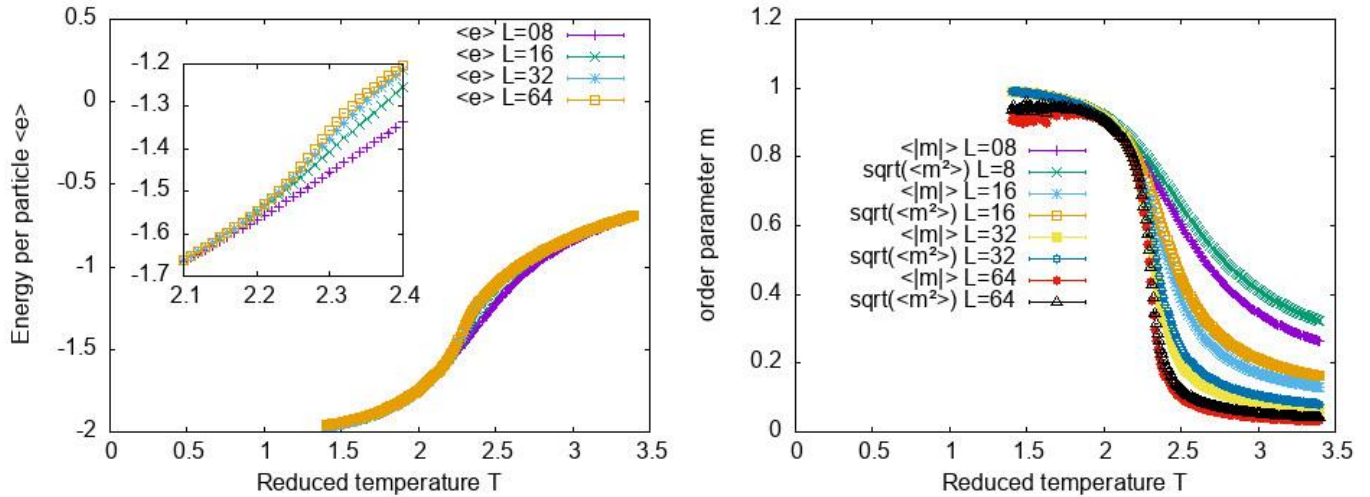 0.5
0
-0.5
-1
-1.5
-2
0
0.5
1
1.5
2
2.5
3
3.5
Energy per particle <e>
Reduced temperature T
<e> L=08
<e> L=16
<e> L=32
<e> L=64
-1.2
-1.3
-1.4
-1.5
-1.6
-1.7
2.1
2.2
2.3
2.4
1.2
1
0.8
0.6
0.4
0.2
0
0
0.5
1
1.5
2
2.5
3
3.5
order parameter m
Reduced temperature T
<|m|> L=08
sqrt(<m²>) L=8
<|m|> L=16
sqrt(<m²>) L=16
<|m|> L=32
sqrt(<m²>) L=32
<|m|> L=64
sqrt(<m²>) L=64